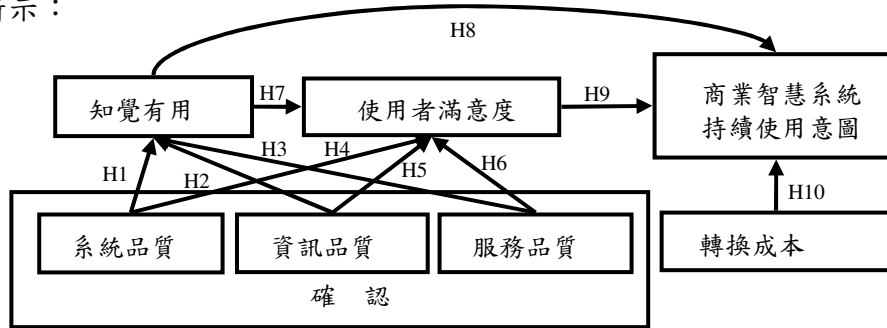 所示：
H8
知覺有用
H7
使用者滿意度
H9
商業智慧系統
持續使用意圖
H1
H2
H3
H4
H5
H6
H10
系統品質
資訊品質
服務品質
轉換成本
確 認